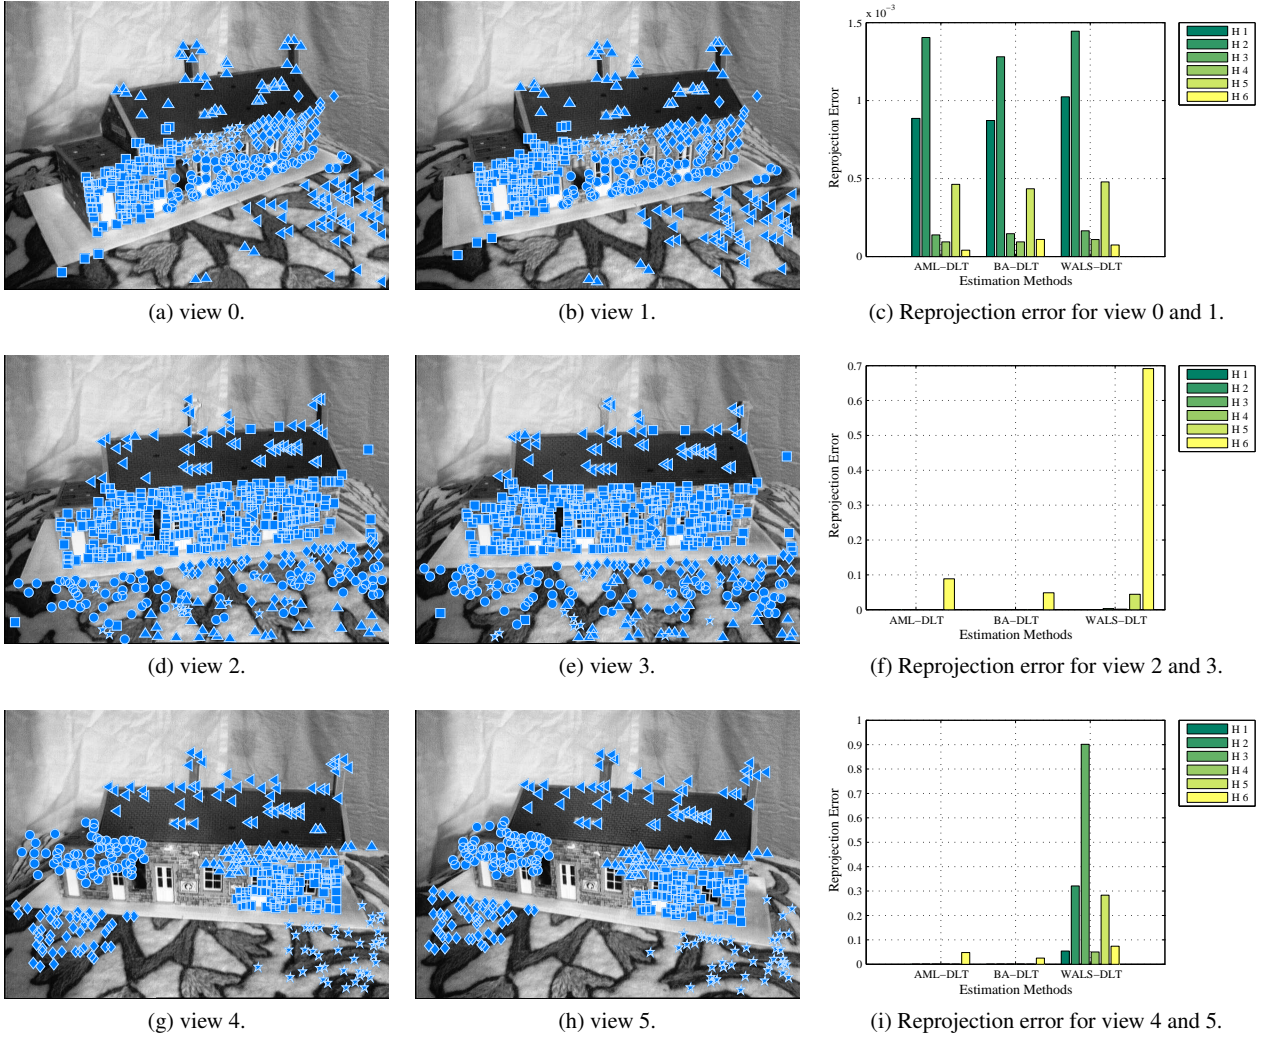 x 10⁻³
1.5
1
0.5
0
Reprojection Error
AML−DLT BA−DLT WALS−DLT
Estimation Methods
H 1
H 2
H 3
H 4
H 5
H 6
(a) view 0. (b) view 1. (c) Reprojection error for view 0 and 1.
0.7
0.6
0.5
0.4
0.3
0.2
0.1
0
Reprojection Error
AML−DLT BA−DLT WALS−DLT
Estimation Methods
H 1
H 2
H 3
H 4
H 5
H 6
(d) view 2. (e) view 3. (f) Reprojection error for view 2 and 3.
1
0.9
0.8
0.7
0.6
0.5
0.4
0.3
0.2
0.1
0
Reprojection Error
AML−DLT BA−DLT WALS−DLT
Estimation Methods
H 1
H 2
H 3
H 4
H 5
H 6
(g) view 4. (h) view 5. (i) Reprojection error for view 4 and 5.